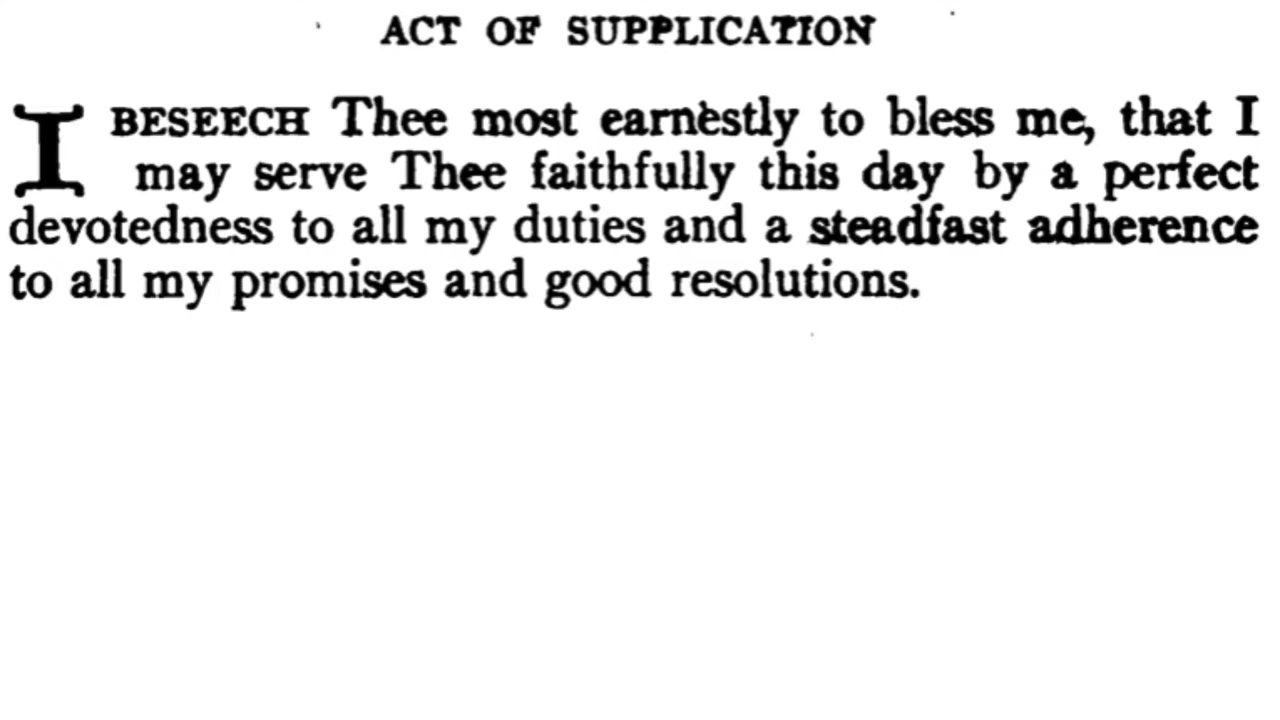 ACT OF SUPPLICATION
I BESEECH Thee most earnestly to bless me, that I
may serve Thee faithfully this day by a perfect
devotedness to all my duties and a steadfast adherence
to all my promises and good resolutions.